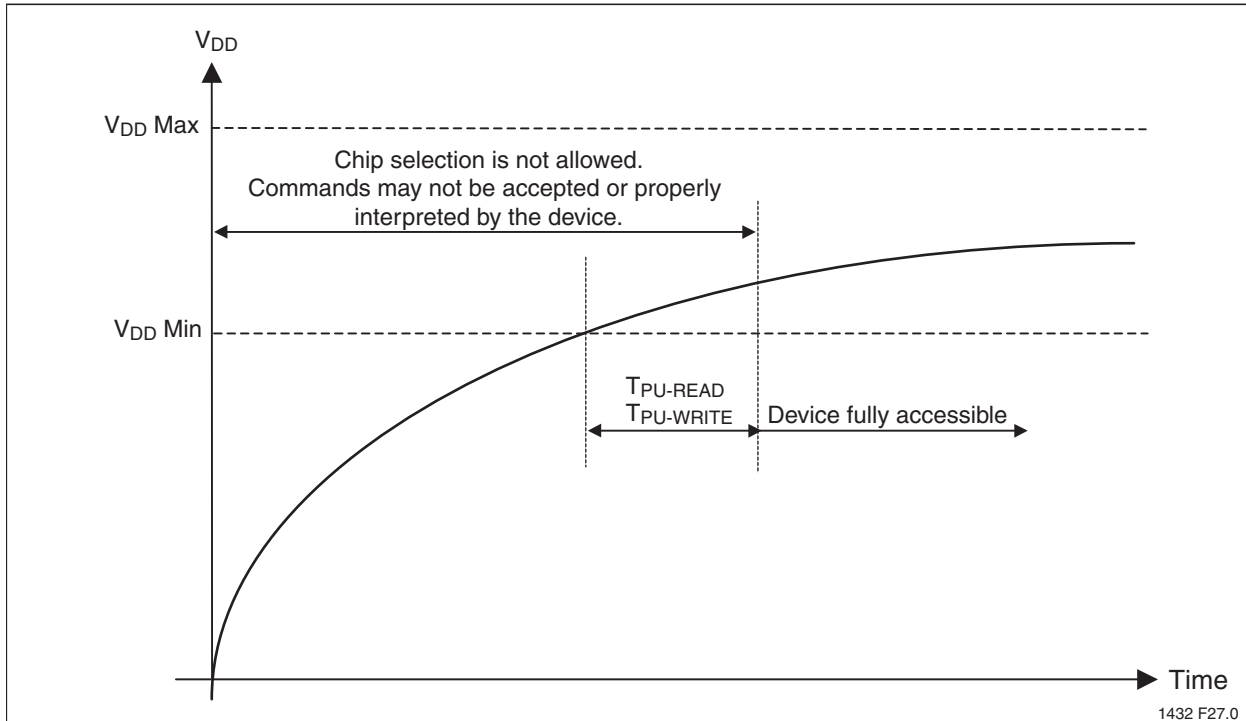 VDD
VDD Max
Chip selection is not allowed.
Commands may not be accepted or properly
interpreted by the device.
VDD Min
TPU-READ
TPU-WRITE
Device fully accessible
Time
1432 F27.0